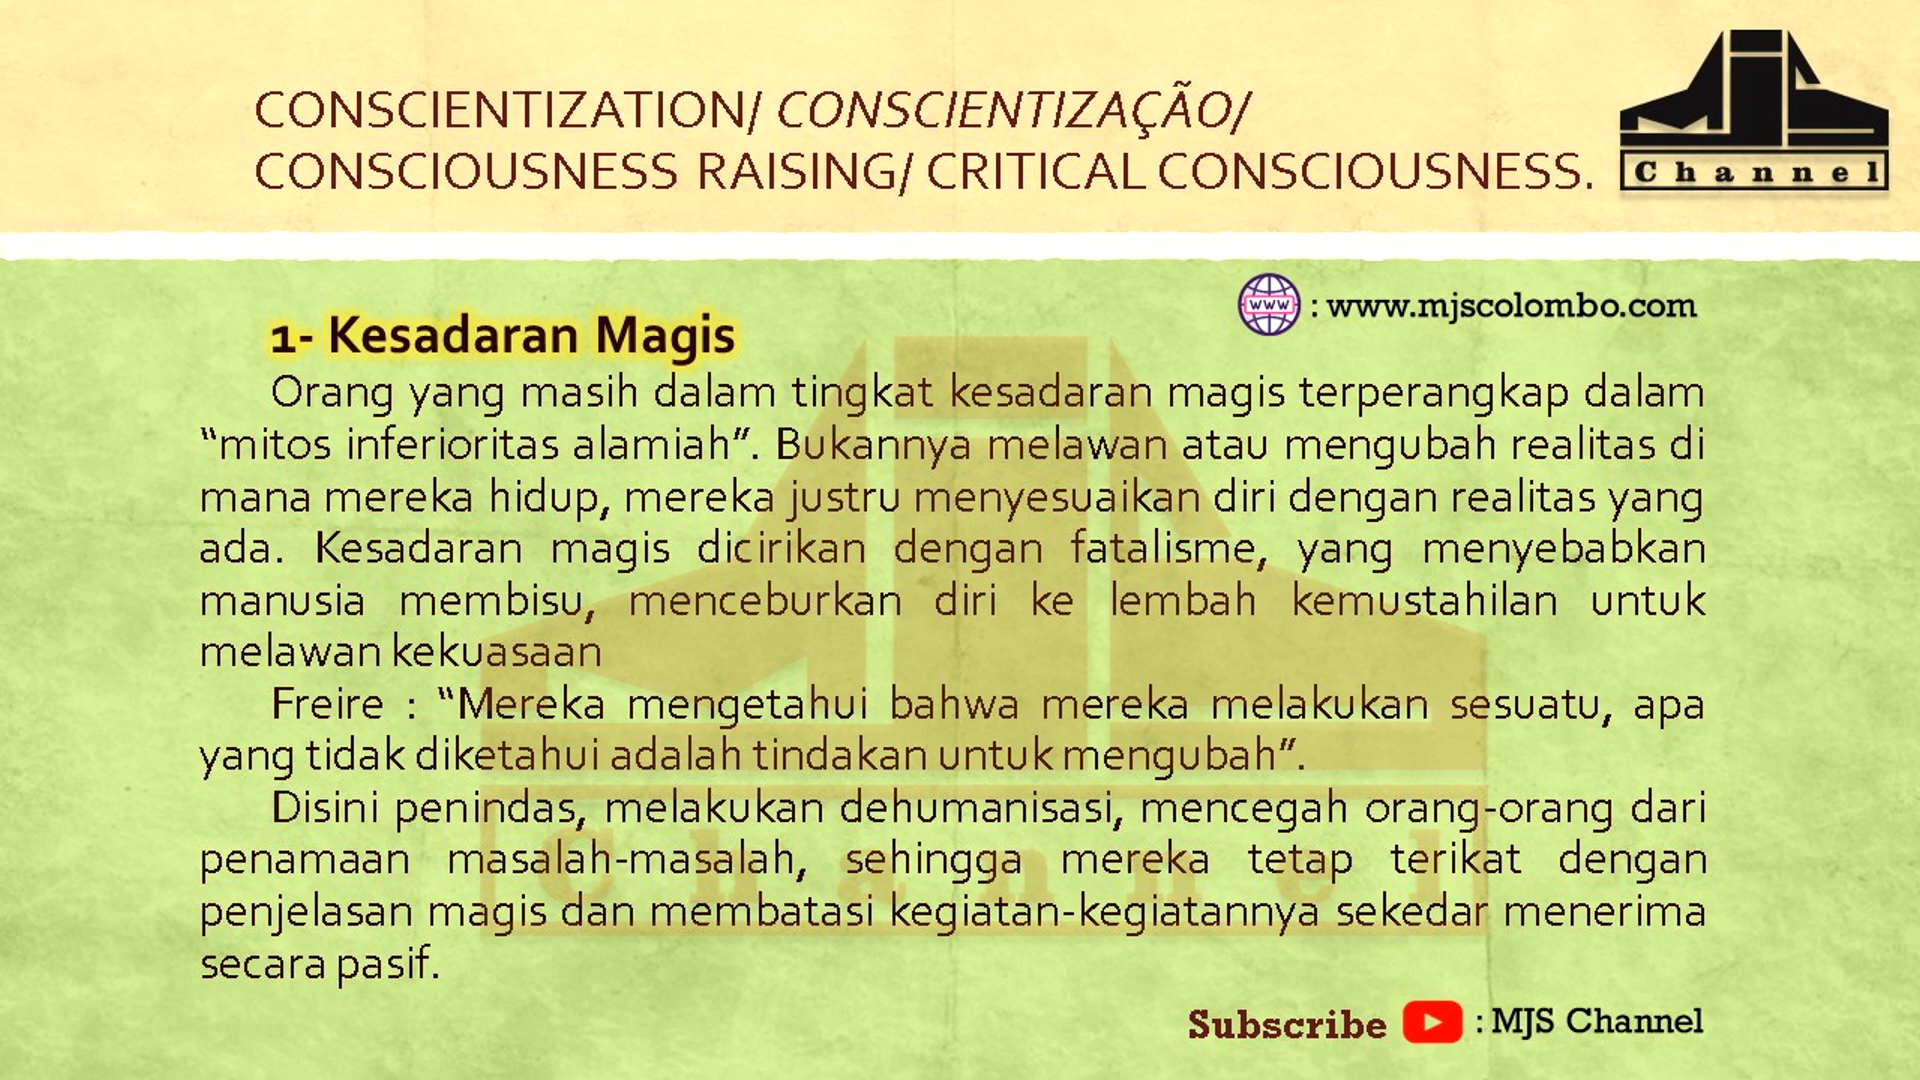 CONSCIENTIZATION/ CONSCIENTIZAÇÃO/
CONSCIOUSNESS RAISING/ CRITICAL CONSCIOUSNESS.
MJS
Channel
: www.mjscolombo.com
1- Kesadaran Magis
Orang yang masih dalam tingkat kesadaran magis terperangkap dalam
“mitos inferioritas alamiah”. Bukannya melawan atau mengubah realitas di
mana mereka hidup, mereka justru menyesuaikan diri dengan realitas yang
ada. Kesadaran magis dicirikan dengan fatalisme, yang menyebabkan
manusia membisu, menceburkan diri ke lembah kemustahilan untuk
melawan kekuasaan
Freire : “Mereka mengetahui bahwa mereka melakukan sesuatu, apa
yang tidak diketahui adalah tindakan untuk mengubah”.
Disini penindas, melakukan dehumanisasi, mencegah orang-orang dari
penamaan masalah-masalah, sehingga mereka tetap terikat dengan
penjelasan magis dan membatasi kegiatan-kegiatannya sekedar menerima
secara pasif.
Channel
Subscribe : MJS Channel